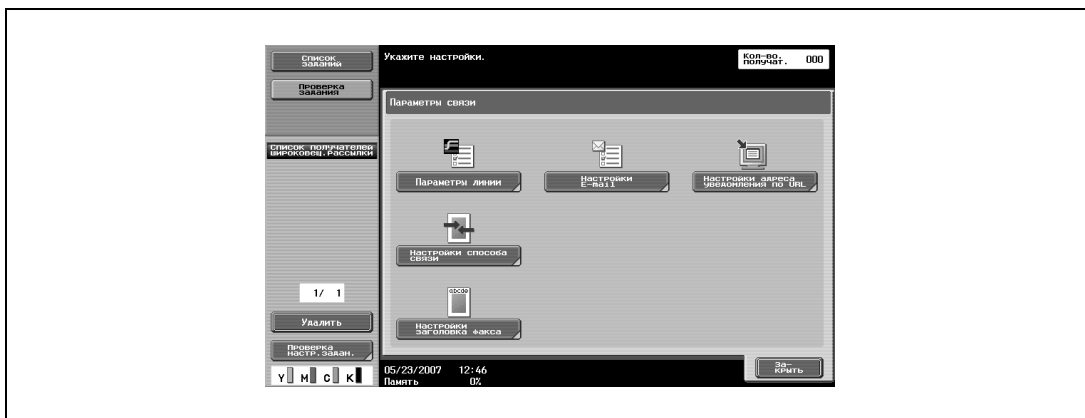 Список
заданий
Укажите настройки.
Кол-во.
получат. 000
Проверка
задания
Параметры связи
Список получателей
широковещ.рассылки
Параметры линии
Настройки
E-mail
Настройки адреса
уведомления по URL
Настройки способа
связи
abcde
1/ 1
Удалить
Настройки
заголовка факса
Проверка
настр.задан.
Y M C K
05/23/2007 12:46
Память 0%
За-
крыть